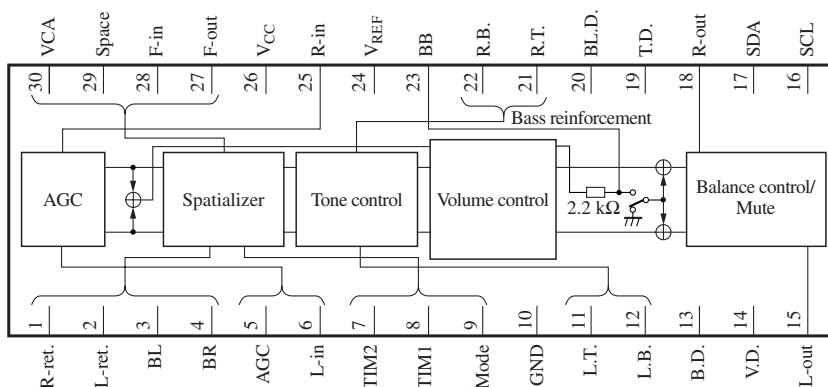 VCA Space F-in F-out VCC R-in VREF BB R.B. R.T. BL.D. T.D. R-out SDA SCL
30 29 28 27 26 25 24 23 22 21 20 19 18 17 16
Bass reinforcement
AGC Spatializer Tone control Volume control 2.2 kΩ Balance control/
Mute
1 2 3 4 5 6 7 8 9 10 11 12 13 14 15
R-ret. L-ret. BL BR AGC L-in TIM2 TIM1 Mode GND L.T. L.B. B.D. V.D. L-out